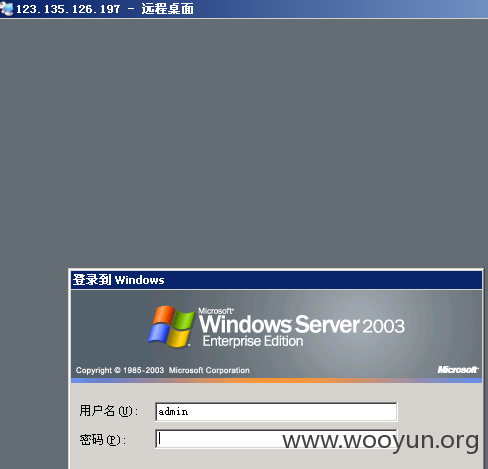 123.135.126.197 - 远程桌面
登录到 Windows
Microsoft®
Windows Server 2003
Enterprise Edition
Copyright © 1985-2003 Microsoft Corporation
Microsoft
用户名(U):
admin
密码(P):
www.wooyun.org